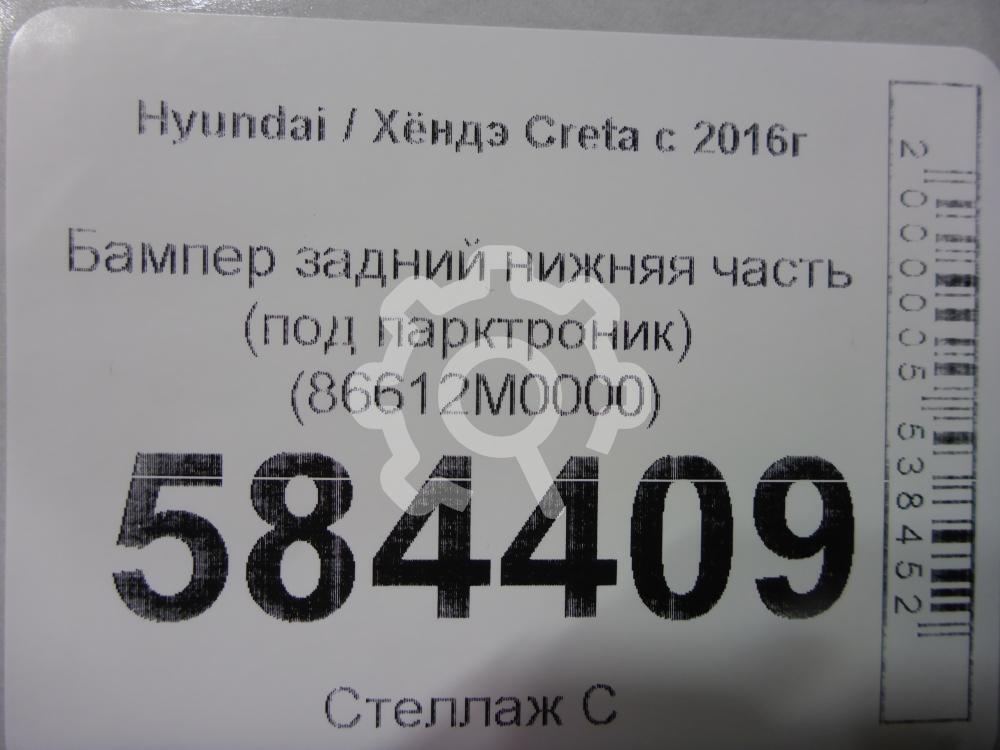 Hyundai / Хёндэ Creta с 2016г
Бампер задний нижняя часть
(под парктроник)
(86612M0000)
584409
Стеллаж С
2000005538452